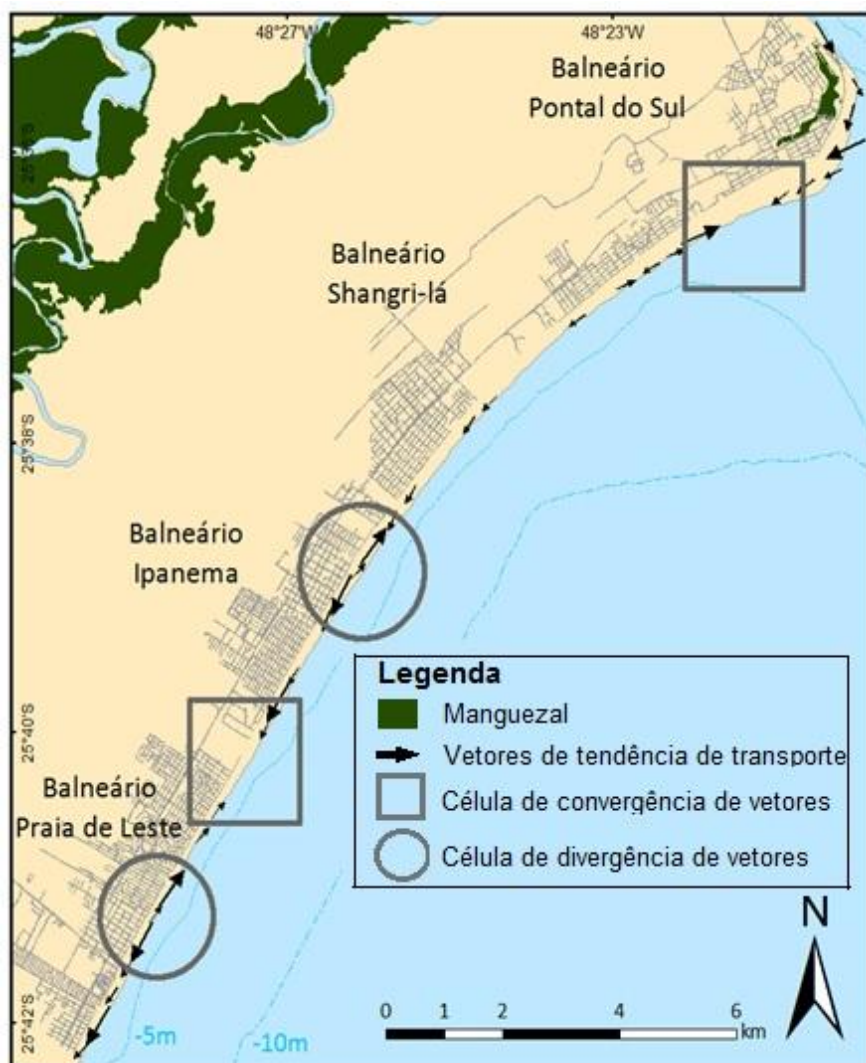 48°27'W
48°23'W
Balneário
Pontal do Sul
Balneário
Shangri-lá
25°38'S
Balneário
Ipanema
Legenda
Manguezal
Vetores de tendência de transporte
Célula de convergência de vetores
Célula de divergência de vetores
25°40'S
Balneário
Praia de Leste
N
0 1 2 4 6
km
25°42'S
-5m
-10m